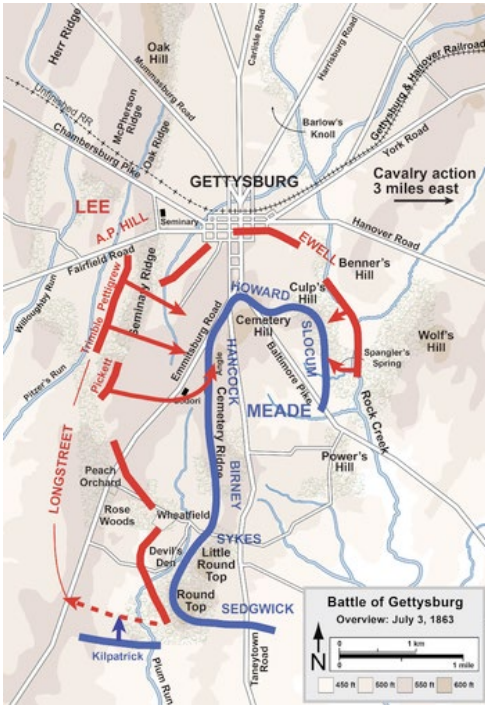 Herr Ridge
Oak
Hill
Mummasburg Road
Carlisle Road
Harrisburg Road
Gettysburg & Hanover Railroad
Unfinished RR
McPherson
Ridge
Oak Ridge
Barlow's
Knoll
Chambersburg Pike
York Road
GETTYSBURG
Cavalry action
3 miles east
LEE
Seminary
A.P. HILL
EWELL
Hanover Road
Fairfield Road
Benner's
Hill
Willoughby Run
Seminary Ridge
Trimble Pettigrew
HOWARD
Culp's
Hill
Emmitsburg Road
Cemetery
Hill
SLOCUM
Wolf's
Hill
Pitzer's Run
HANCOCK
Angle
Baltimore Pike
Spangler's
Spring
Pickett
Codori
Cemetery Ridge
MEADE
Rock Creek
LONGSTREET
BIRNEY
Power's
Hill
Peach
Orchard
Rose
Woods
Wheatfield
SYKES
Devil's
Den
Little
Round
Top
Round
Top
SEDGWICK
Kilpatrick
Plum Run
Taneytown
Road
Battle of Gettysburg
Overview: July 3, 1863
N
0 1 km
0 1 mile
450 ft 500 ft 550 ft 600 ft